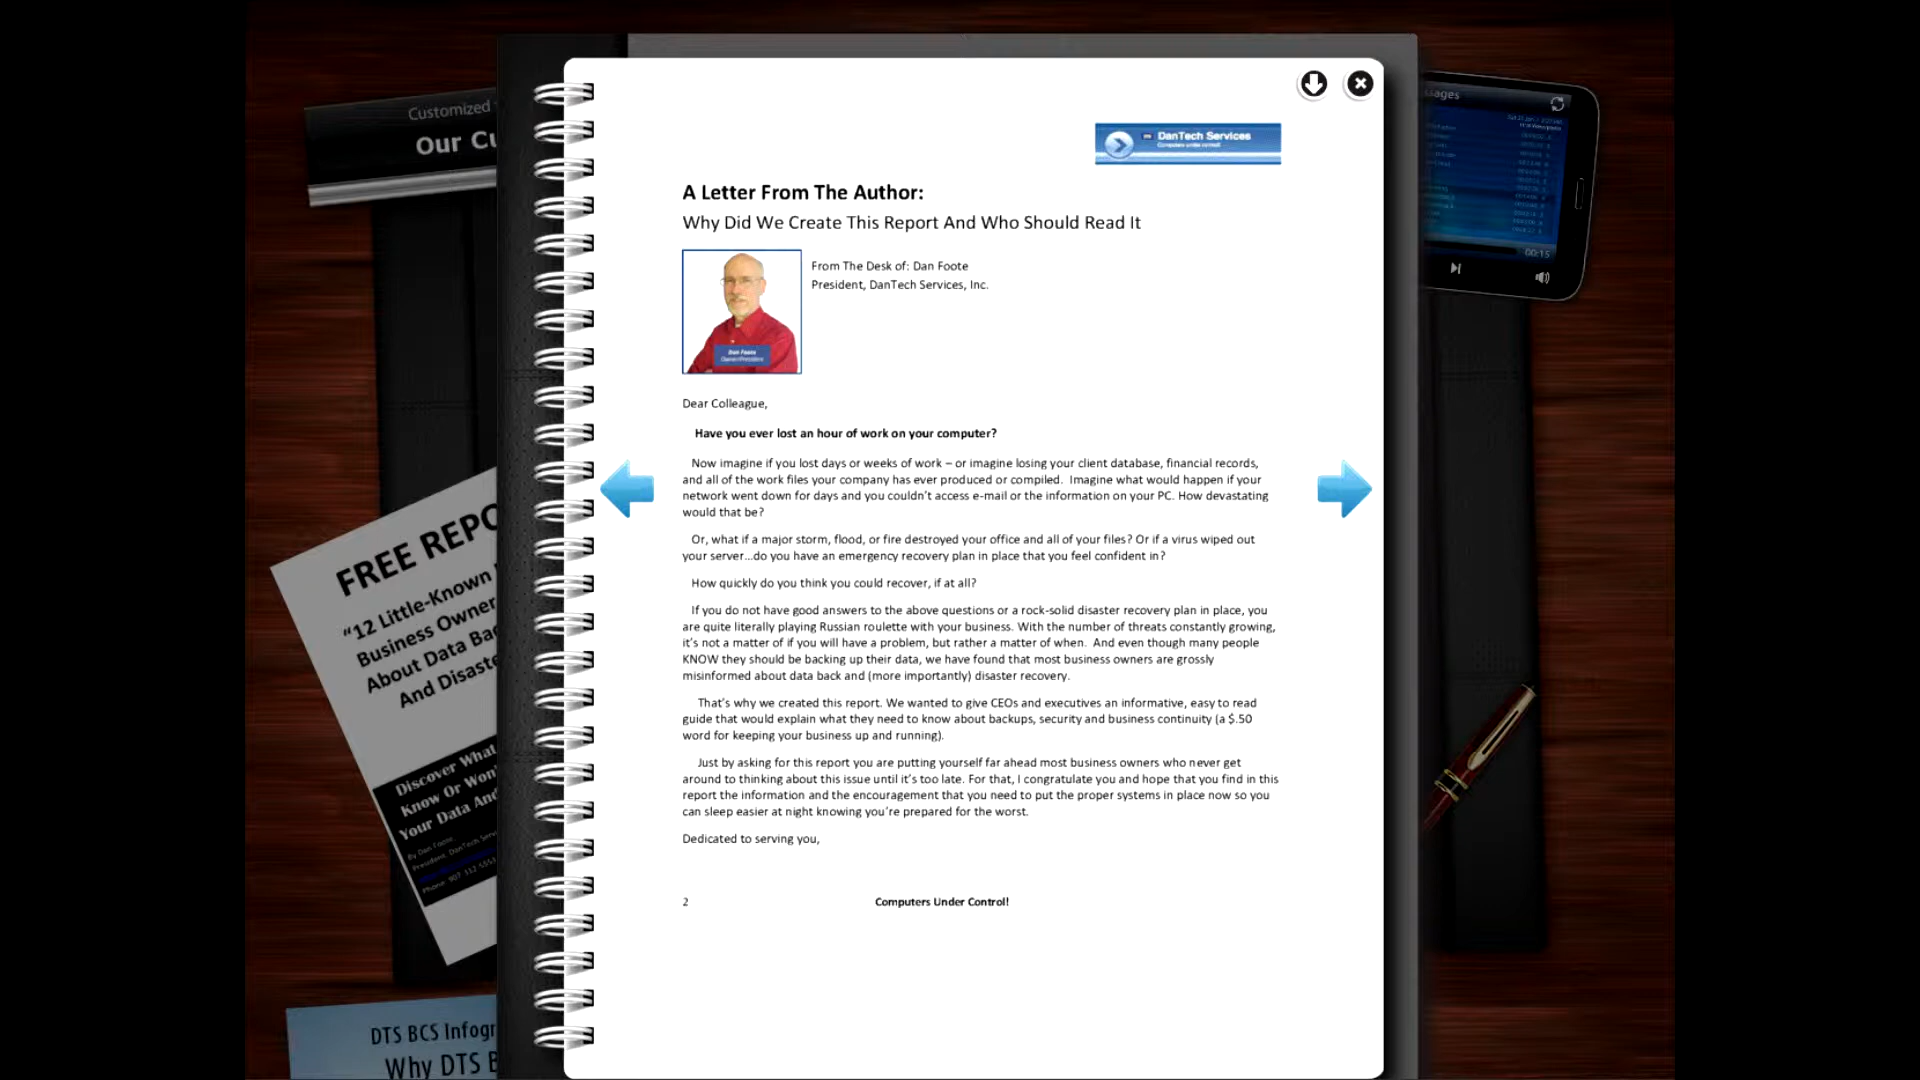 DanTech Services
Computers under control!
A Letter From The Author:
Why Did We Create This Report And Who Should Read It
From The Desk of: Dan Foote
President, DanTech Services, Inc.
Dan Foote
Owner/President
Dear Colleague,
Have you ever lost an hour of work on your computer?
Now imagine if you lost days or weeks of work – or imagine losing your client database, financial records,
and all of the work files your company has ever produced or compiled.  Imagine what would happen if your
network went down for days and you couldn't access e-mail or the information on your PC. How devastating
would that be?
Or, what if a major storm, flood, or fire destroyed your office and all of your files? Or if a virus wiped out
your server...do you have an emergency recovery plan in place that you feel confident in?
How quickly do you think you could recover, if at all?
If you do not have good answers to the above questions or a rock-solid disaster recovery plan in place, you
are quite literally playing Russian roulette with your business. With the number of threats constantly growing,
it's not a matter of if you will have a problem, but rather a matter of when.  And even though many people
KNOW they should be backing up their data, we have found that most business owners are grossly
misinformed about data back and (more importantly) disaster recovery.
That's why we created this report. We wanted to give CEOs and executives an informative, easy to read
guide that would explain what they need to know about backups, security and business continuity (a $.50
word for keeping your business up and running).
Just by asking for this report you are putting yourself far ahead most business owners who never get
around to thinking about this issue until it's too late. For that, I congratulate you and hope that you find in this
report the information and the encouragement that you need to put the proper systems in place now so you
can sleep easier at night knowing you're prepared for the worst.
Dedicated to serving you,
2
Computers Under Control!
Customized
Our Cu
FREE REPO
"12 Little-Known
Business Owner
About Data Bac
And Disaste
Discover What
Know Or Won
Your Data And
By Dan Foote,
President, DanTech Serv
DTS BCS Infogr
Why DTS B
ssages
00:15